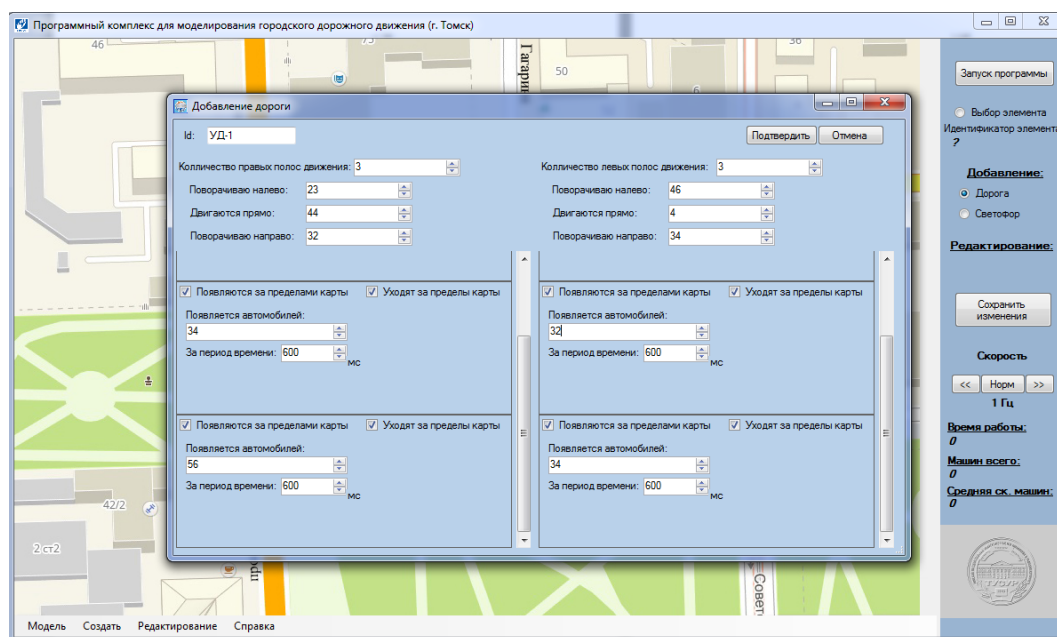 Программный комплекс для моделирования городского дорожного движения (г. Томск)
46
75
36
Гагарина
50
6
Добавление дороги
Id: УД-1
Подтвердить Отмена
Колличество правых полос движения: 3
Поворачиваю налево: 23
Двигаются прямо: 44
Поворачиваю направо: 32
Колличество левых полос движения: 3
Поворачиваю налево: 46
Двигаются прямо: 4
Поворачиваю направо: 34
Появляются за пределами карты Уходят за пределы карты
Появляется автомобилей:
34
За период времени: 600 мс
Появляются за пределами карты Уходят за пределы карты
Появляется автомобилей:
56
За период времени: 600 мс
Появляются за пределами карты Уходят за пределы карты
Появляется автомобилей:
32
За период времени: 600 мс
Появляются за пределами карты Уходят за пределы карты
Появляется автомобилей:
34
За период времени: 600 мс
42/2
2 ст2
Запуск программы
Выбор элемента
Идентификатор элемента
?
Добавление:
Дорога
Светофор
Редактирование:
Сохранить
изменения
Скорость
<< Норм >>
1 Гц
Время работы:
0
Машин всего:
0
Средняя ск. машин:
0
ТУСУР
Модель Создать Редактирование Справка